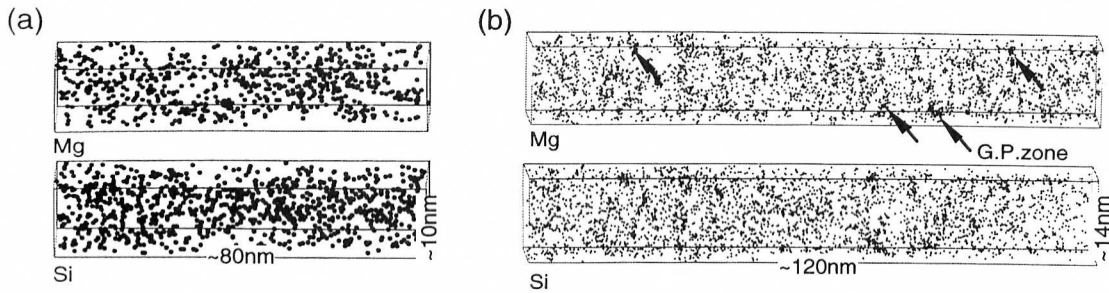 (a)
Mg
Si
~80nm
~10nm
(b)
Mg
G.P.zone
Si
~120nm
~14nm